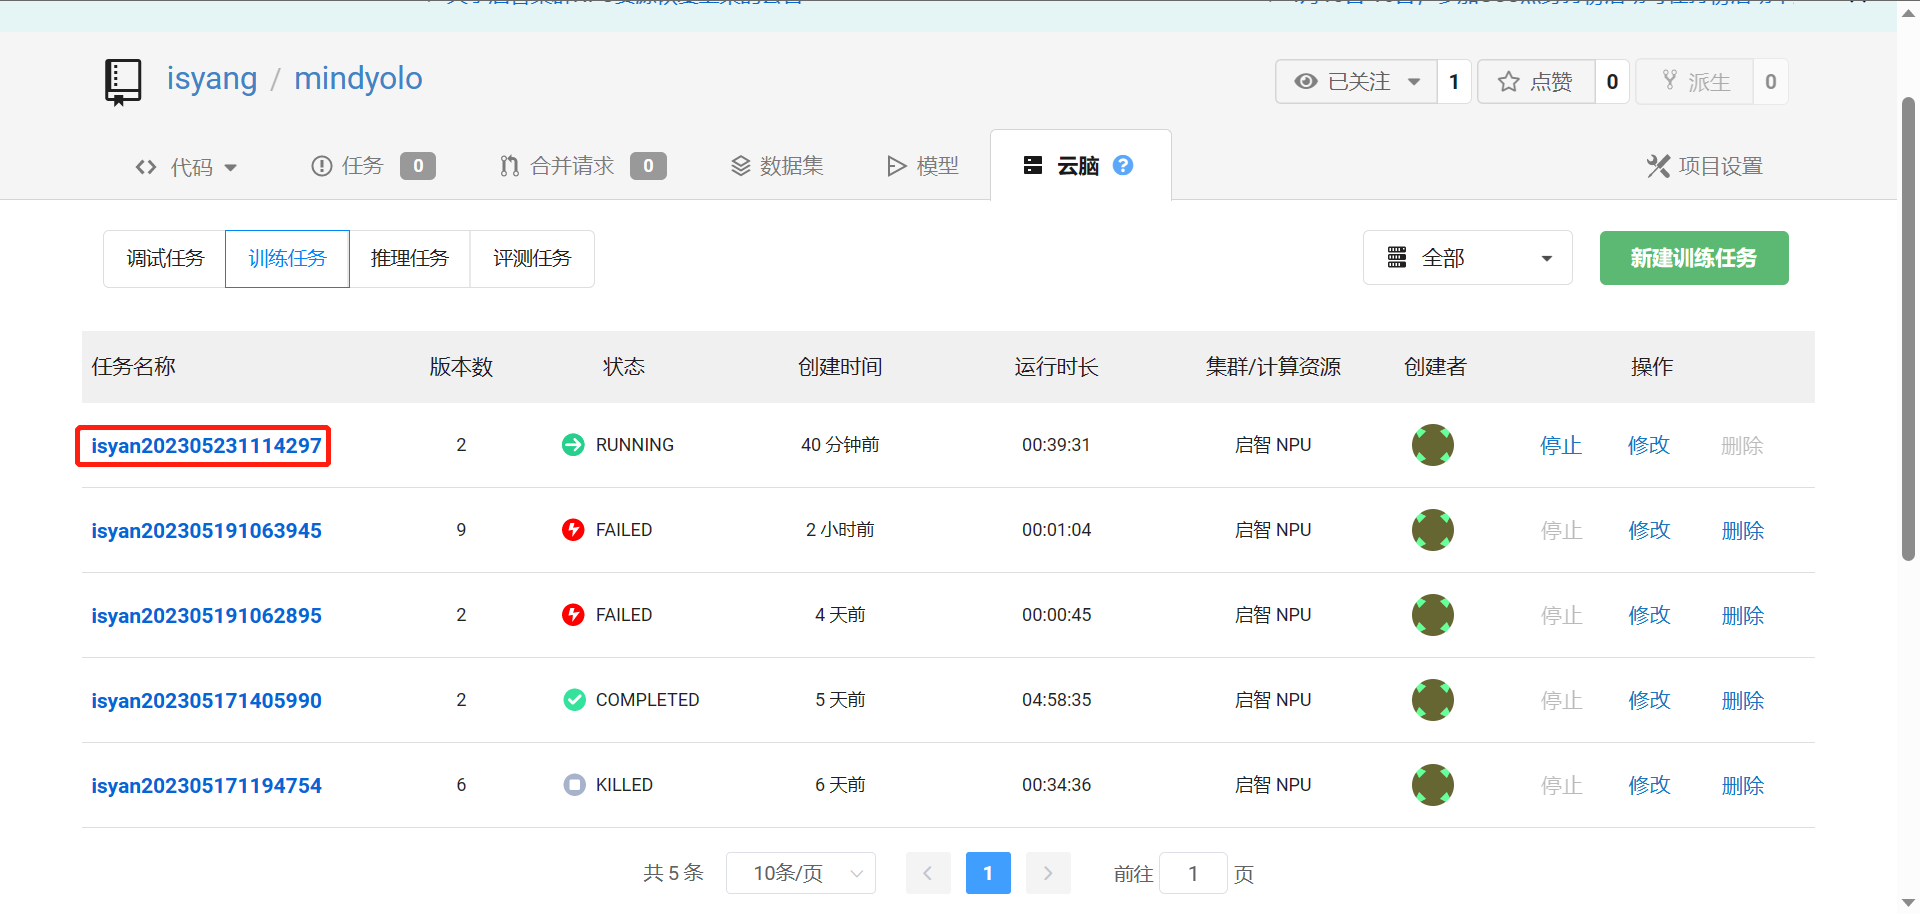 isyang / mindyolo
已关注 1 点赞 0 派生 0
代码 任务 0 合并请求 0 数据集 模型 云脑 ? 项目设置
调试任务 训练任务 推理任务 评测任务 全部 新建训练任务
任务名称 版本数 状态 创建时间 运行时长 集群/计算资源 创建者 操作
isyan202305231114297 2 RUNNING 40 分钟前 00:39:31 启智 NPU 停止 修改 删除
isyan202305191063945 9 FAILED 2 小时前 00:01:04 启智 NPU 停止 修改 删除
isyan202305191062895 2 FAILED 4 天前 00:00:45 启智 NPU 停止 修改 删除
isyan202305171405990 2 COMPLETED 5 天前 04:58:35 启智 NPU 停止 修改 删除
isyan202305171194754 6 KILLED 6 天前 00:34:36 启智 NPU 停止 修改 删除
共 5 条 10条/页 1 前往 1 页